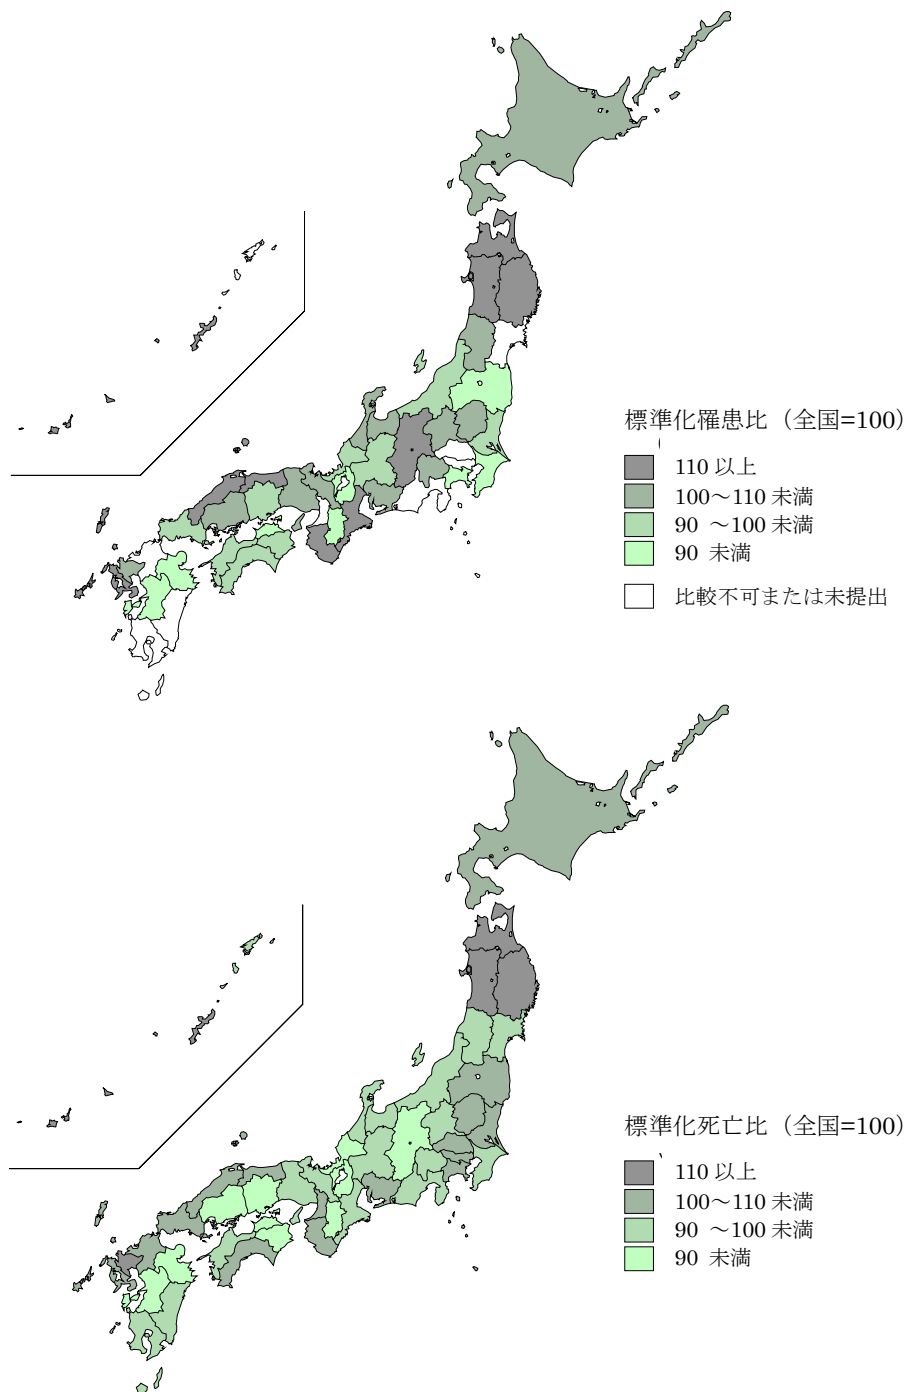 標準化罹患比（全国=100）
110 以上
100～110 未満
90 ～100 未満
90 未満
比較不可または未提出
標準化死亡比（全国=100）
110 以上
100～110 未満
90 ～100 未満
90 未満